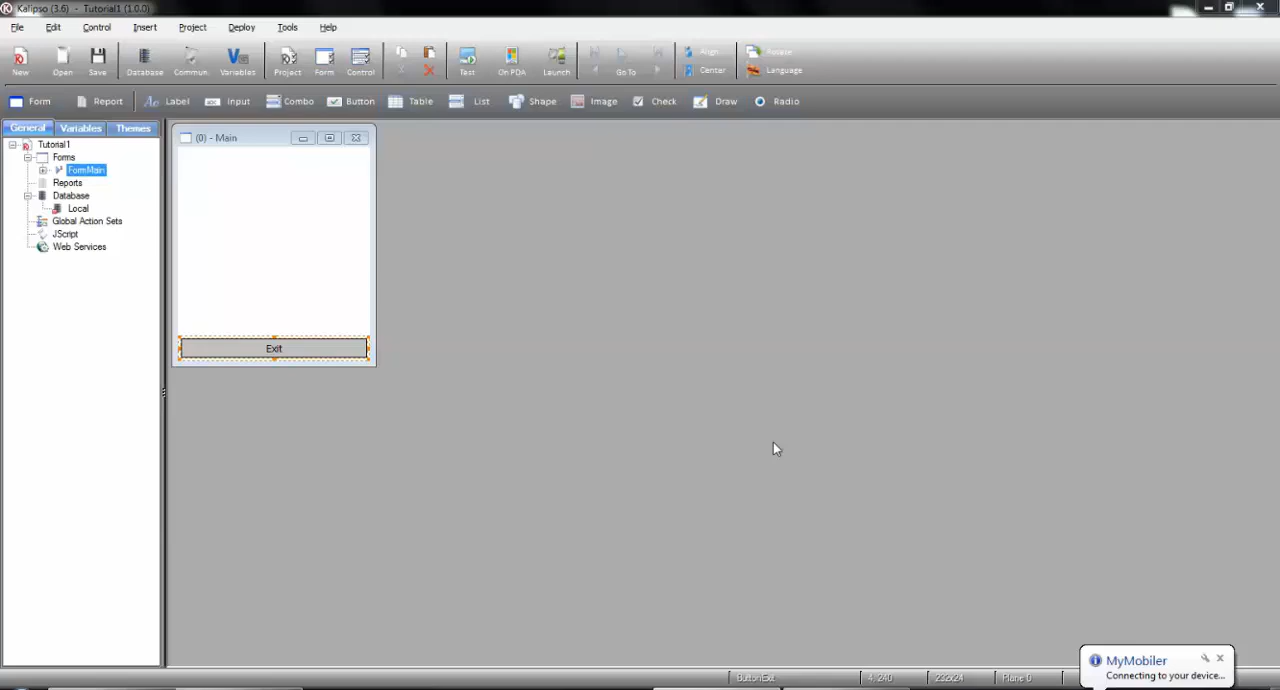 Kalipso (3.6) - Tutorial1 (1.0.0)
File Edit Control Insert Project Deploy Tools Help
New Open Save Database Commun. Variables Project Form Control Test On PDA Launch Go To Align Center Rotate Language
Form Report Label Input Combo Button Table List Shape Image Check Draw Radio
General Variables Themes
Tutorial1
Forms
FormMain
Reports
Database
Local
Global Action Sets
JScript
Web Services
(0) - Main
Exit
MyMobiler
Connecting to your device...
ButtonExit 4, 240 232x24 Plane 0